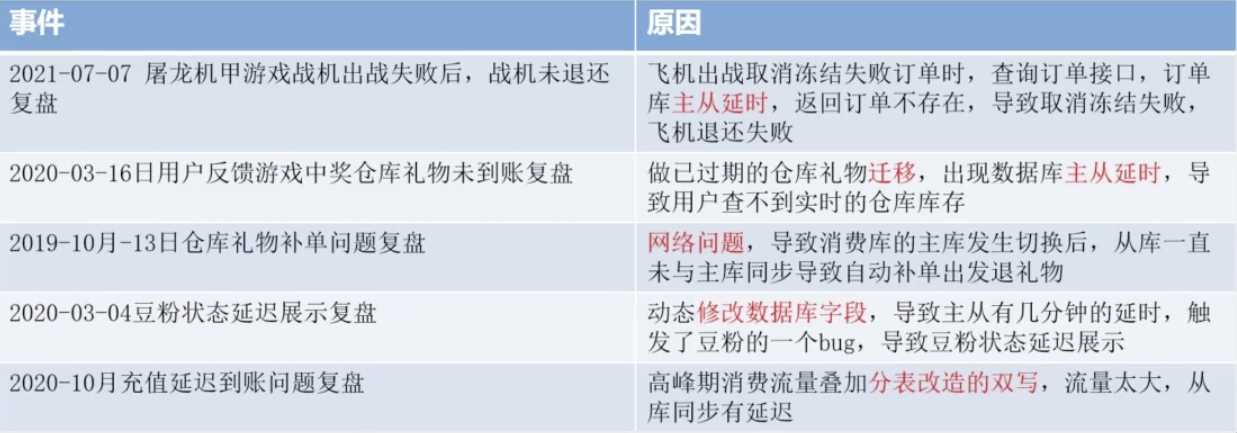 事件
原因
2021-07-07 屠龙机甲游戏战机出战失败后，战机未退还
复盘
飞机出战取消冻结失败订单时，查询订单接口，订单
库主从延时，返回订单不存在，导致取消冻结失败，
飞机退还失败
2020-03-16日用户反馈游戏中奖仓库礼物未到账复盘
做已过期的仓库礼物迁移，出现数据库主从延时，导
致用户查不到实时的仓库库存
2019-10月-13日仓库礼物补单问题复盘
网络问题，导致消费库的主库发生切换后，从库一直
未与主库同步导致自动补单出发退礼物
2020-03-04豆粉状态延迟展示复盘
动态修改数据库字段，导致主从有几分钟的延时，触
发了豆粉的一个bug，导致豆粉状态延迟展示
2020-10月充值延迟到账问题复盘
高峰期消费流量叠加分表改造的双写，流量太大，从
库同步有延迟